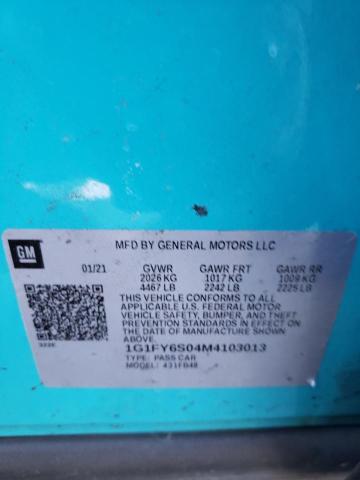 GM
MFD BY GENERAL MOTORS LLC
01/21 GVWR GAWR FRT GAWR RR
2026 KG 1017 KG 1009 KG
4467 LB 2242 LB 2225 LB
THIS VEHICLE CONFORMS TO ALL APPLICABLE
U.S. FEDERAL MOTOR
VEHICLE SAFETY, BUMPER, AND THEFT
PREVENTION STANDARDS IN EFFECT ON THE
DATE OF MANUFACTURE SHOWN ABOVE.
1G1FY6S04M4103013
TYPE: PASS CAR
MODEL: 431FB48